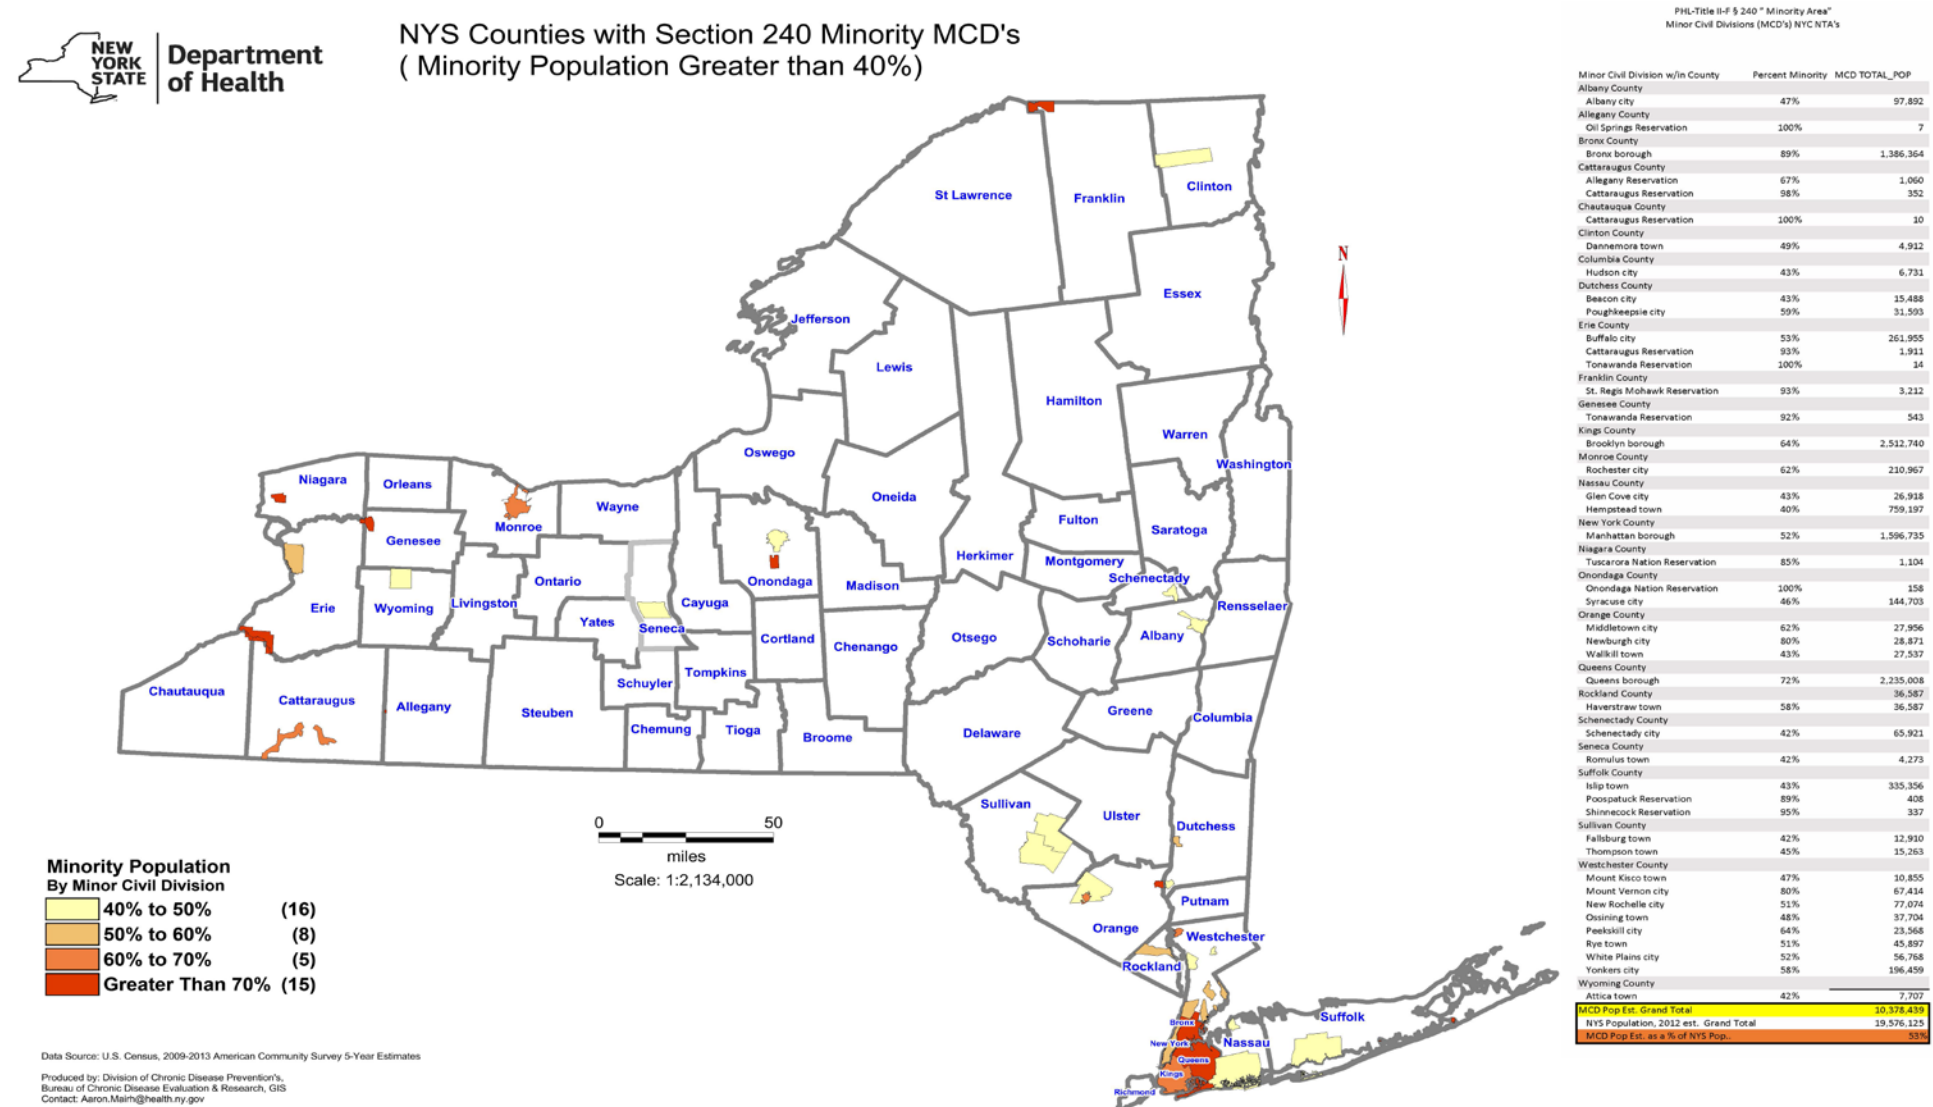 NEW
YORK
STATE
Department
of Health
NYS Counties with Section 240 Minority MCD's
( Minority Population Greater than 40%)
N
St Lawrence
Franklin
Clinton
Essex
Jefferson
Lewis
Hamilton
Warren
Washington
Oswego
Oneida
Herkimer
Fulton
Saratoga
Montgomery
Schenectady
Rensselaer
Niagara
Orleans
Monroe
Wayne
Genesee
Ontario
Onondaga
Madison
Erie
Wyoming
Livingston
Yates
Seneca
Cayuga
Cortland
Chenango
Otsego
Schoharie
Albany
Chautauqua
Cattaraugus
Allegany
Steuben
Schuyler
Tompkins
Chemung
Tioga
Broome
Delaware
Greene
Columbia
Sullivan
Ulster
Dutchess
Orange
Putnam
Westchester
Rockland
Bronx
New York
Queens
Kings
Richmond
Nassau
Suffolk
0 50
miles
Scale: 1:2,134,000
Minority Population
By Minor Civil Division
40% to 50% (16)
50% to 60% (8)
60% to 70% (5)
Greater Than 70% (15)
Data Source: U.S. Census, 2009-2013 American Community Survey 5-Year Estimates
Produced by: Division of Chronic Disease Prevention's,
Bureau of Chronic Disease Evaluation & Research, GIS
Contact: Aaron.Mairh@health.ny.gov
PHL-Title II-F § 240 " Minority Area"
Minor Civil Divisions (MCD's) NYC NTA's
Minor Civil Division w/in County Percent Minority MCD TOTAL_POP
Albany County
Albany city 47% 97,892
Allegany County
Oil Springs Reservation 100% 7
Bronx County
Bronx borough 89% 1,386,364
Cattaraugus County
Allegany Reservation 67% 1,060
Cattaraugus Reservation 98% 352
Chautauqua County
Cattaraugus Reservation 100% 10
Clinton County
Dannemora town 49% 4,912
Columbia County
Hudson city 43% 6,731
Dutchess County
Beacon city 43% 15,488
Poughkeepsie city 59% 31,593
Erie County
Buffalo city 53% 261,955
Cattaraugus Reservation 93% 1,911
Tonawanda Reservation 100% 14
Franklin County
St. Regis Mohawk Reservation 93% 3,212
Genesee County
Tonawanda Reservation 92% 543
Kings County
Brooklyn borough 64% 2,512,740
Monroe County
Rochester city 62% 210,967
Nassau County
Glen Cove city 43% 26,918
Hempstead town 40% 759,197
New York County
Manhattan borough 52% 1,596,735
Niagara County
Tuscarora Nation Reservation 85% 1,104
Onondaga County
Onondaga Nation Reservation 100% 158
Syracuse city 46% 144,703
Orange County
Middletown city 62% 27,956
Newburgh city 80% 28,871
Wallkill town 43% 27,537
Queens County
Queens borough 72% 2,235,008
Rockland County 36,587
Haverstraw town 58% 36,587
Schenectady County
Schenectady city 42% 65,921
Seneca County
Romulus town 42% 4,273
Suffolk County
Islip town 43% 335,356
Poospatuck Reservation 89% 408
Shinnecock Reservation 95% 337
Sullivan County
Fallsburg town 42% 12,910
Thompson town 45% 15,263
Westchester County
Mount Kisco town 47% 10,855
Mount Vernon city 80% 67,414
New Rochelle city 51% 77,074
Ossining town 48% 37,704
Peekskill city 64% 23,568
Rye town 51% 45,897
White Plains city 52% 56,768
Yonkers city 58% 196,459
Wyoming County
Attica town 42% 7,707
MCD Pop Est. Grand Total 10,378,439
NYS Population, 2012 est. Grand Total 19,576,125
MCD Pop Est. as a % of NYS Pop.. 53%